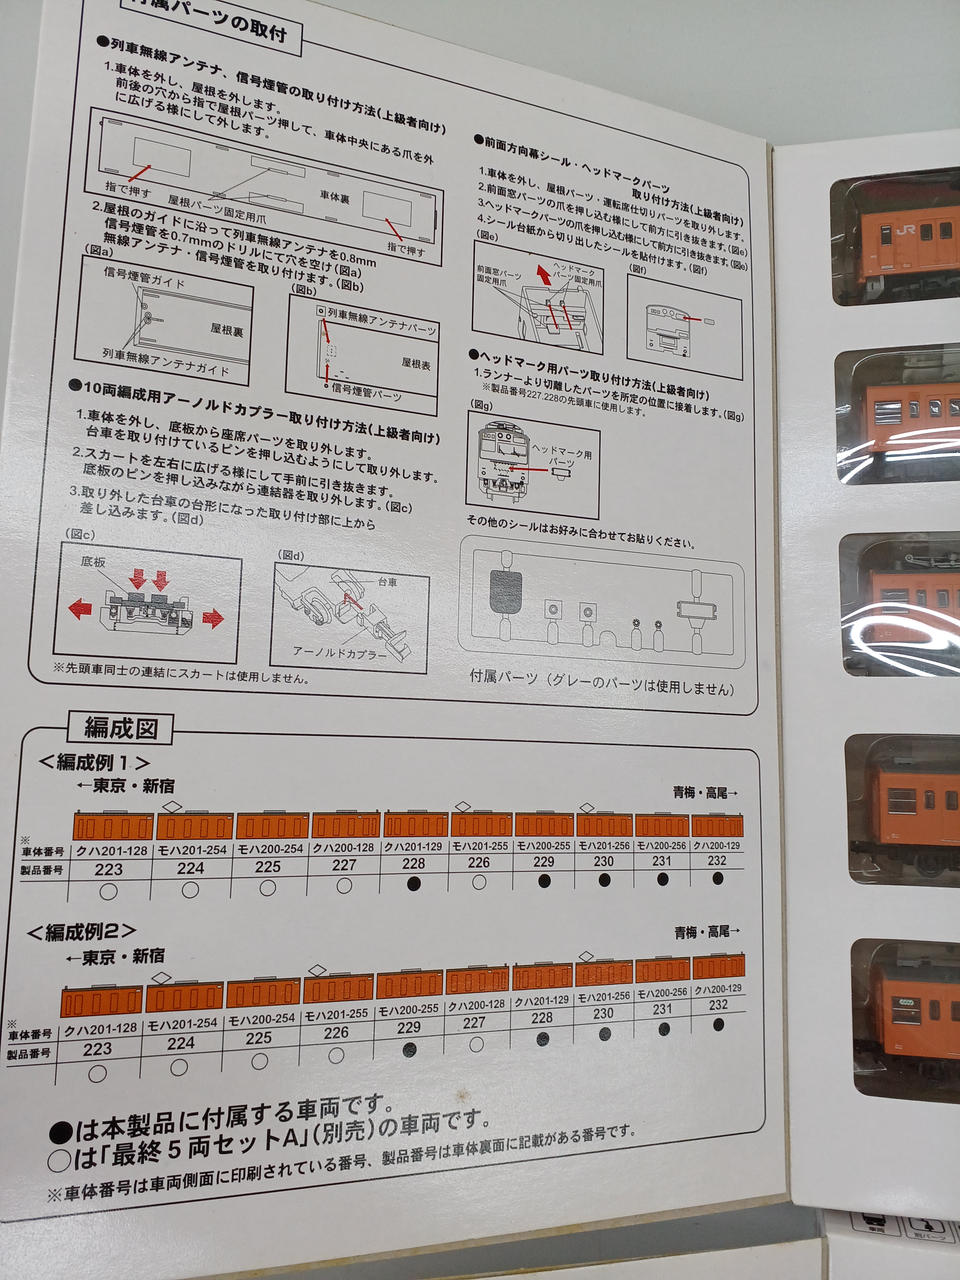 付属パーツの取付
●列車無線アンテナ、信号煙管の取り付け方法(上級者向け)
1.車体を外し、屋根を外します。
前後の穴から指で屋根パーツ押して、車体中央にある爪を外
に広げる様にして外します。
指で押す
屋根パーツ固定用爪
車体裏
指で押す
2.屋根のガイドに沿って列車無線アンテナを0.8mm
信号煙管を0.7mmのドリルにて穴を空け(図a)
無線アンテナ・信号煙管を取り付けます。(図b)
(図a)
信号煙管ガイド
屋根裏
列車無線アンテナガイド
(図b)
列車無線アンテナパーツ
屋根表
信号煙管パーツ
●10両編成用アーノルドカプラー取り付け方法(上級者向け)
1.車体を外し、底板から座席パーツを取り外します。
台車を取り付けているピンを押し込むようにして取り外します。
2.スカートを左右に広げる様にして手前に引き抜きます。
底板のピンを押し込みながら連結器を取り外します。(図c)
3.取り外した台車の台形になった取り付け部に上から
差し込みます。(図d)
(図c)
底板
(図d)
台車
アーノルドカプラー
※先頭車同士の連結にスカートは使用しません。
●前面方向幕シール・ヘッドマークパーツ
取り付け方法(上級者向け)
1.車体を外し、屋根パーツ・運転席仕切りパーツを取り外します。
2.前面窓パーツの爪を押し込む様にして前方に引き抜きます。(図e)
3.ヘッドマークパーツの爪を押し込む様にして前方に引き抜きます。(図e)
4.シール台紙から切り出したシールを貼付けます。(図f)
(図e)
前面窓パーツ
固定用爪
ヘッドマーク
パーツ固定用爪
(図f)
●ヘッドマーク用パーツ取り付け方法(上級者向け)
1.ランナーより切離したパーツを所定の位置に接着します。(図g)
※製品番号227.228の先頭車に使用します。
(図g)
ヘッドマーク用
パーツ
その他のシールはお好みに合わせてお貼りください。
付属パーツ（グレーのパーツは使用しません）
編成図
＜編成例１＞
←東京・新宿
青梅・高尾→
※
車体番号 クハ201-128 モハ201-254 モハ200-254 クハ200-128 クハ201-129 モハ201-255 モハ200-255 モハ201-256 モハ200-256 クハ200-129
製品番号 223 224 225 227 228 226 229 230 231 232
○ ○ ○ ○ ● ○ ● ● ● ●
＜編成例2＞
←東京・新宿
青梅・高尾→
※
車体番号 クハ201-128 モハ201-254 モハ200-254 モハ201-255 モハ200-255 クハ200-128 クハ201-129 モハ201-256 モハ200-256 クハ200-129
製品番号 223 224 225 226 229 227 228 230 231 232
○ ○ ○ ○ ● ○ ● ● ● ●
●は本製品に付属する車両です。
○は「最終５両セットA」(別売)の車両です。
※車体番号は車両側面に印刷されている番号、製品番号は車体裏面に記載がある番号です。
JR
車両
別パーツ